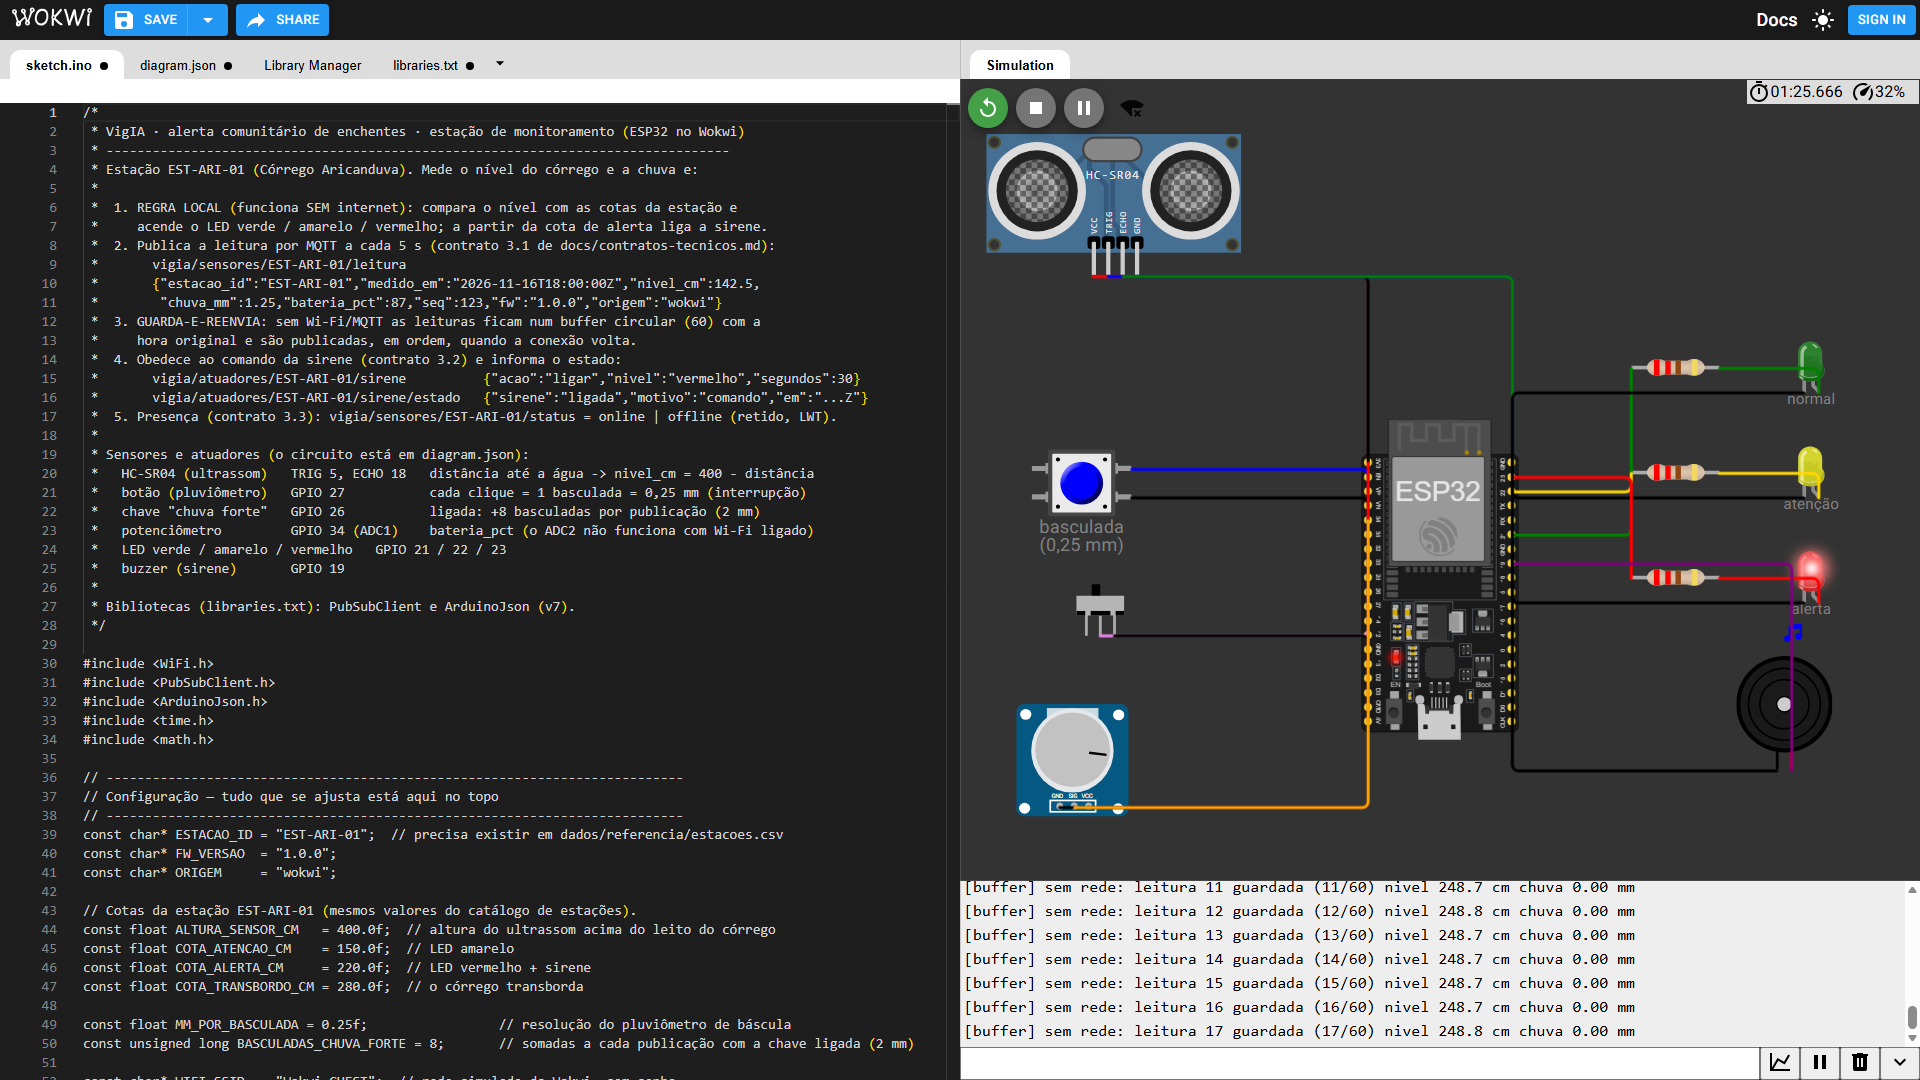 WOKWI
SAVE
SHARE
Docs
SIGN IN
sketch.ino
diagram.json
Library Manager
libraries.txt
Simulation
1 /*
2 * VigIA · alerta comunitário de enchentes · estação de monitoramento (ESP32 no Wokwi)
3 * ---------------------------------------------------------------------------------
4 * Estação EST-ARI-01 (Córrego Aricanduva). Mede o nível do córrego e a chuva e:
5 *
6 * 1. REGRA LOCAL (funciona SEM internet): compara o nível com as cotas da estação e
7 * acende o LED verde / amarelo / vermelho; a partir da cota de alerta liga a sirene.
8 * 2. Publica a leitura por MQTT a cada 5 s (contrato 3.1 de docs/contratos-tecnicos.md):
9 * vigia/sensores/EST-ARI-01/leitura
10 * {"estacao_id":"EST-ARI-01","medido_em":"2026-11-16T18:00:00Z","nivel_cm":142.5,
11 * "chuva_mm":1.25,"bateria_pct":87,"seq":123,"fw":"1.0.0","origem":"wokwi"}
12 * 3. GUARDA-E-REENVIA: sem Wi-Fi/MQTT as leituras ficam num buffer circular (60) com a
13 * hora original e são publicadas, em ordem, quando a conexão volta.
14 * 4. Obedece ao comando da sirene (contrato 3.2) e informa o estado:
15 * vigia/atuadores/EST-ARI-01/sirene {"acao":"ligar","nivel":"vermelho","segundos":30}
16 * vigia/atuadores/EST-ARI-01/sirene/estado {"sirene":"ligada","motivo":"comando","em":"...Z"}
17 * 5. Presença (contrato 3.3): vigia/sensores/EST-ARI-01/status = online | offline (retido, LWT).
18 *
19 * Sensores e atuadores (o circuito está em diagram.json):
20 * HC-SR04 (ultrassom) TRIG 5, ECHO 18 distância até a água -> nivel_cm = 400 - distância
21 * botão (pluviômetro) GPIO 27 cada clique = 1 basculada = 0,25 mm (interrupção)
22 * chave "chuva forte" GPIO 26 ligada: +8 basculadas por publicação (2 mm)
23 * potenciômetro GPIO 34 (ADC1) bateria_pct (o ADC2 não funciona com Wi-Fi ligado)
24 * LED verde / amarelo / vermelho GPIO 21 / 22 / 23
25 * buzzer (sirene) GPIO 19
26 *
27 * Bibliotecas (libraries.txt): PubSubClient e ArduinoJson (v7).
28 */
29
30 #include <WiFi.h>
31 #include <PubSubClient.h>
32 #include <ArduinoJson.h>
33 #include <time.h>
34 #include <math.h>
35
36 // ---------------------------------------------------------------------------
37 // Configuração — tudo que se ajusta está aqui no topo
38 // ---------------------------------------------------------------------------
39 const char* ESTACAO_ID = "EST-ARI-01"; // precisa existir em dados/referencia/estacoes.csv
40 const char* FW_VERSAO = "1.0.0";
41 const char* ORIGEM = "wokwi";
42
43 // Cotas da estação EST-ARI-01 (mesmos valores do catálogo de estações).
44 const float ALTURA_SENSOR_CM = 400.0f; // altura do ultrassom acima do leito do córrego
45 const float COTA_ATENCAO_CM = 150.0f; // LED amarelo
46 const float COTA_ALERTA_CM = 220.0f; // LED vermelho + sirene
47 const float COTA_TRANSBORDO_CM = 280.0f; // o córrego transborda
48
49 const float MM_POR_BASCULADA = 0.25f; // resolução do pluviômetro de báscula
50 const unsigned long BASCULADAS_CHUVA_FORTE = 8; // somadas a cada publicação com a chave ligada (2 mm)
51
01:25.666
32%
HC-SR04
VCC
TRIG
ECHO
GND
normal
atenção
alerta
basculada
(0,25 mm)
ESP32
EN
Boot
GND SIG VCC
[buffer] sem rede: leitura 11 guardada (11/60) nivel 248.7 cm chuva 0.00 mm
[buffer] sem rede: leitura 12 guardada (12/60) nivel 248.8 cm chuva 0.00 mm
[buffer] sem rede: leitura 13 guardada (13/60) nivel 248.7 cm chuva 0.00 mm
[buffer] sem rede: leitura 14 guardada (14/60) nivel 248.7 cm chuva 0.00 mm
[buffer] sem rede: leitura 15 guardada (15/60) nivel 248.7 cm chuva 0.00 mm
[buffer] sem rede: leitura 16 guardada (16/60) nivel 248.7 cm chuva 0.00 mm
[buffer] sem rede: leitura 17 guardada (17/60) nivel 248.8 cm chuva 0.00 mm